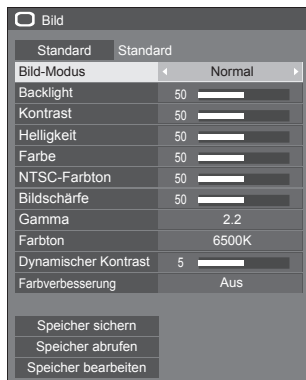 Bild
Standard Standard
Bild-Modus Normal
Backlight 50
Kontrast 50
Helligkeit 50
Farbe 50
NTSC-Farbton 50
Bildschärfe 50
Gamma 2.2
Farbton 6500K
Dynamischer Kontrast 5
Farbverbesserung Aus
Speicher sichern
Speicher abrufen
Speicher bearbeiten